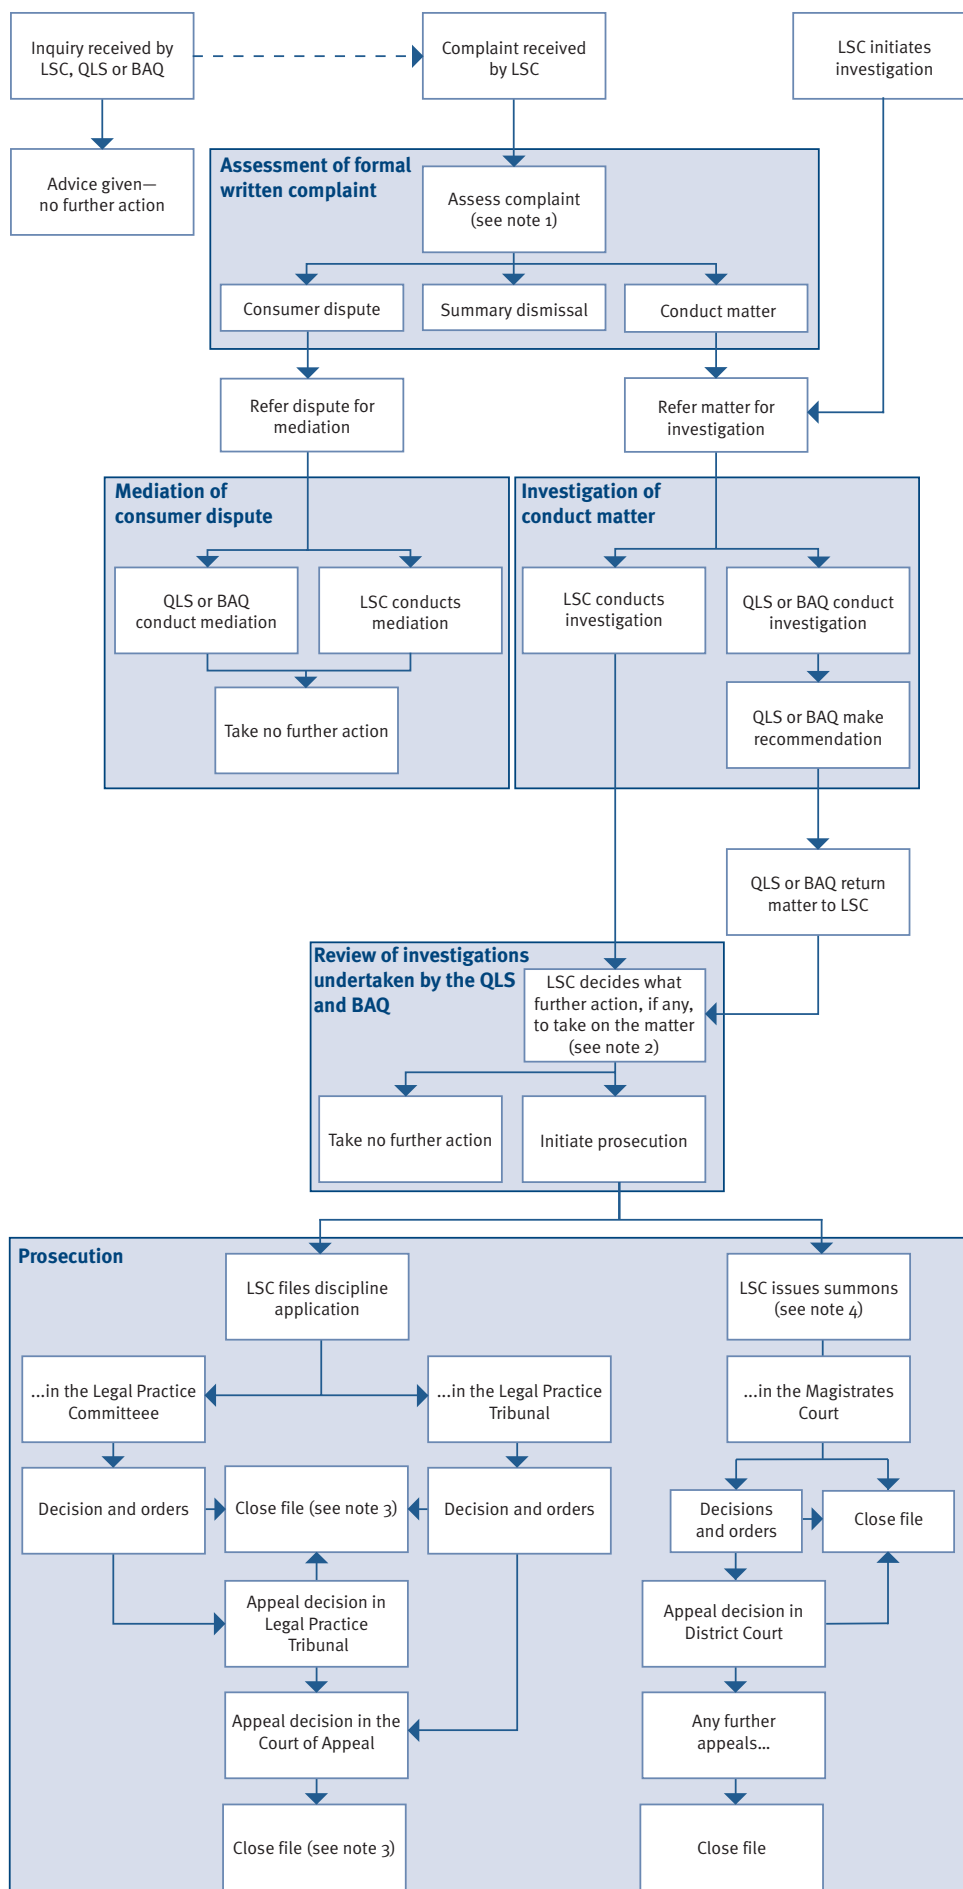 Inquiry received by
LSC, QLS or BAQ
Complaint received
by LSC
LSC initiates
investigation
Advice given—
no further action
Assessment of formal
written complaint
Assess complaint
(see note 1)
Consumer dispute
Summary dismissal
Conduct matter
Refer dispute for
mediation
Refer matter for
investigation
Mediation of
consumer dispute
Investigation of
conduct matter
QLS or BAQ
conduct mediation
LSC conducts
mediation
LSC conducts
investigation
QLS or BAQ conduct
investigation
Take no further action
QLS or BAQ make
recommendation
QLS or BAQ return
matter to LSC
Review of investigations
undertaken by the QLS
and BAQ
LSC decides what
further action, if any,
to take on the matter
(see note 2)
Take no further action
Initiate prosecution
Prosecution
LSC files discipline
application
LSC issues summons
(see note 4)
...in the Legal Practice
Committeee
...in the Legal Practice
Tribunal
...in the Magistrates
Court
Decision and orders
Close file (see note 3)
Decision and orders
Decisions
and orders
Close file
Appeal decision in
Legal Practice
Tribunal
Appeal decision in
District Court
Appeal decision in the
Court of Appeal
Any further
appeals...
Close file (see note 3)
Close file